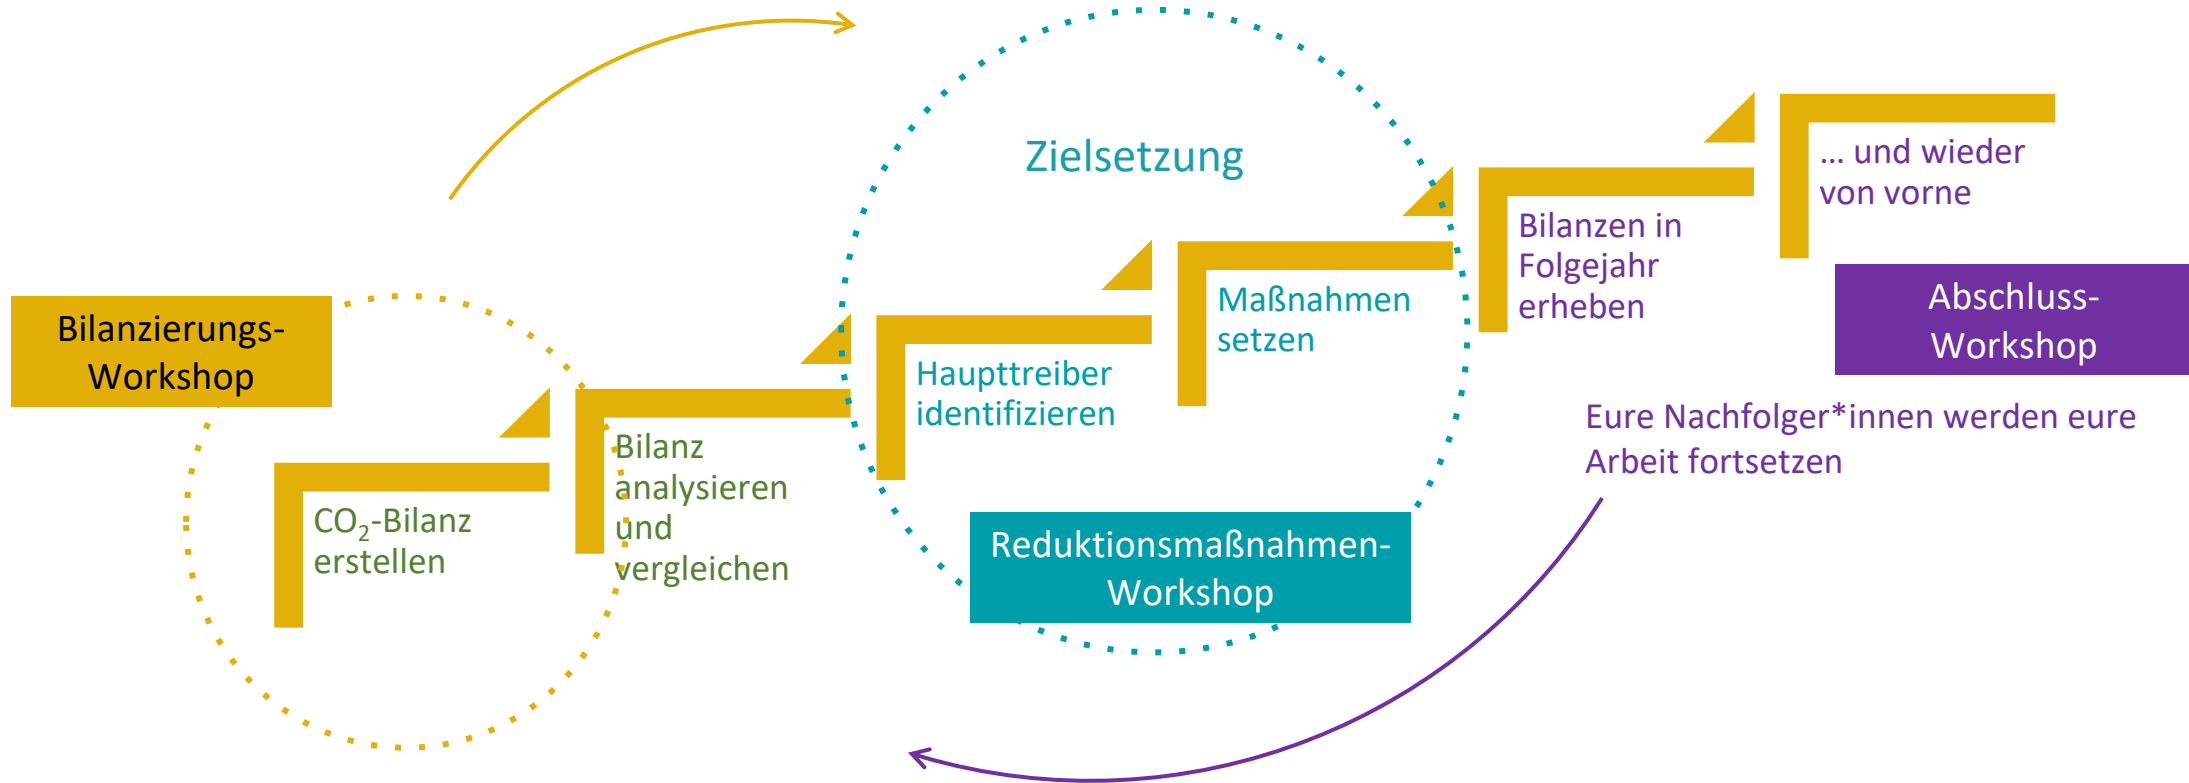 Bilanzierungs-
Workshop
CO₂-Bilanz
erstellen
Bilanz
analysieren
und
vergleichen
Zielsetzung
Haupttreiber
identifizieren
Maßnahmen
setzen
Reduktionsmaßnahmen-
Workshop
Bilanzen in
Folgejahr
erheben
... und wieder
von vorne
Abschluss-
Workshop
Eure Nachfolger*innen werden eure
Arbeit fortsetzen